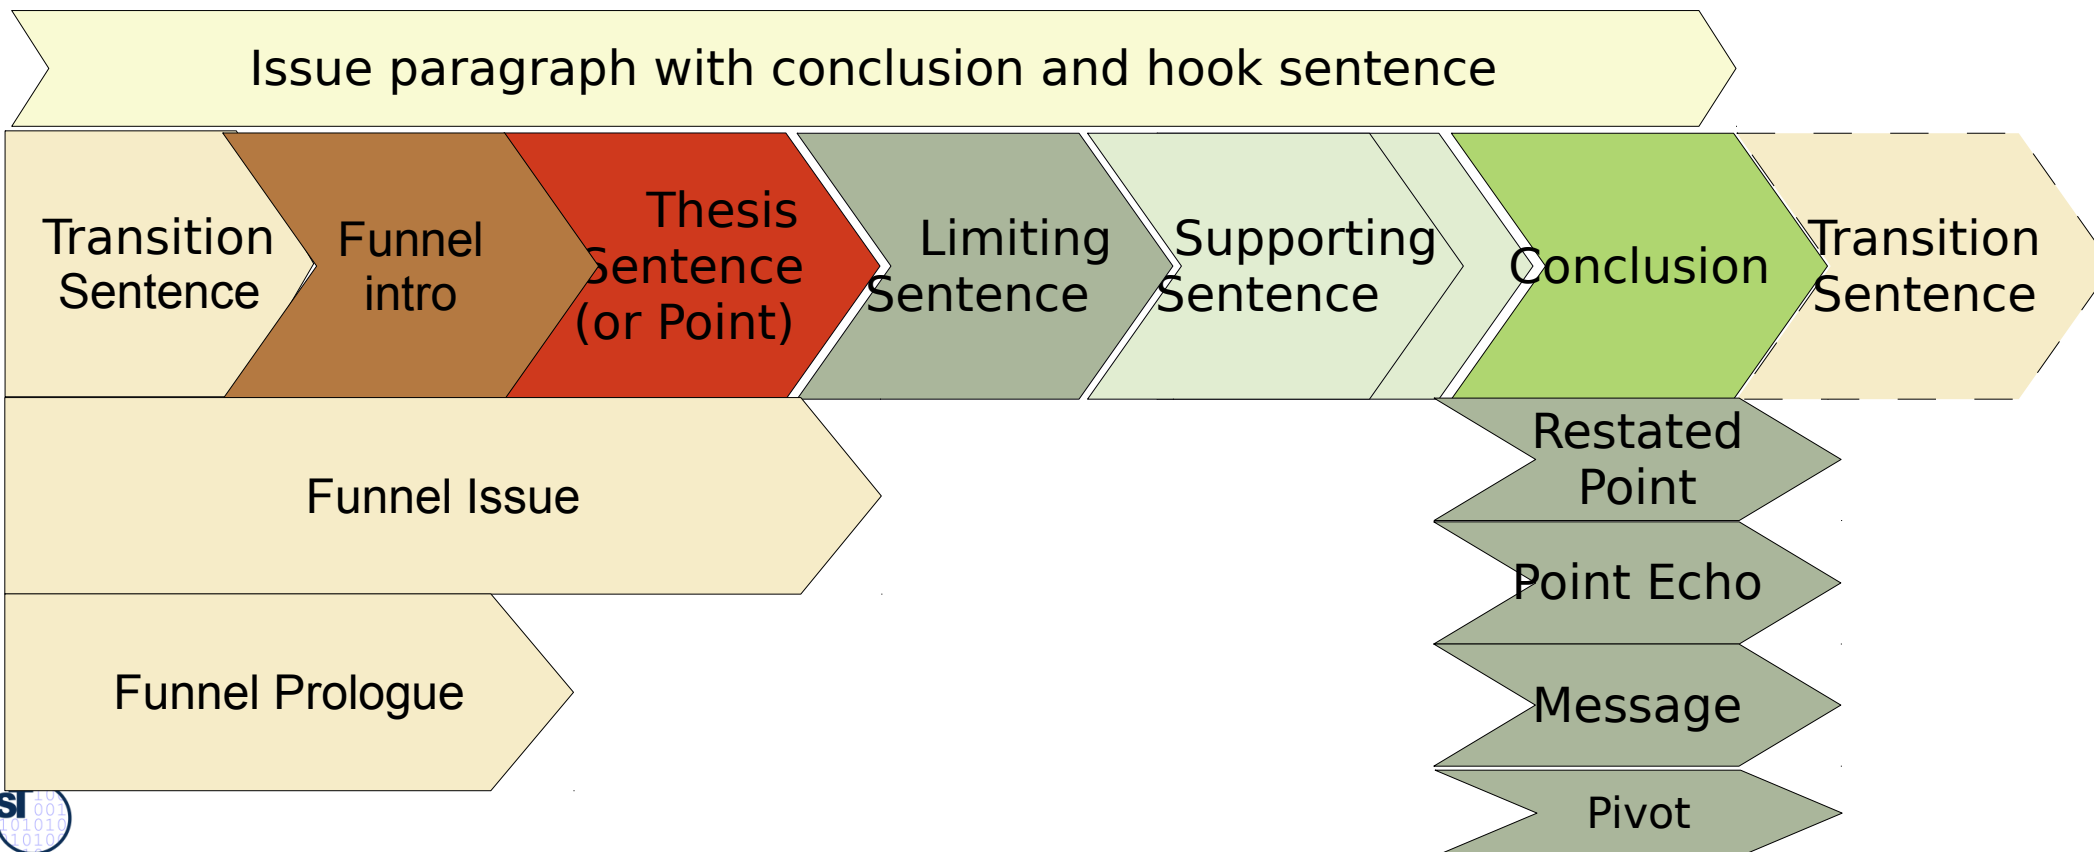 Issue paragraph with conclusion and hook sentence
Transition
Sentence
Funnel
intro
Thesis
Sentence
(or Point)
Limiting
Sentence
Supporting
Sentence
Conclusion
Transition
Sentence
Funnel Issue
Funnel Prologue
Restated
Point
Point Echo
Message
Pivot